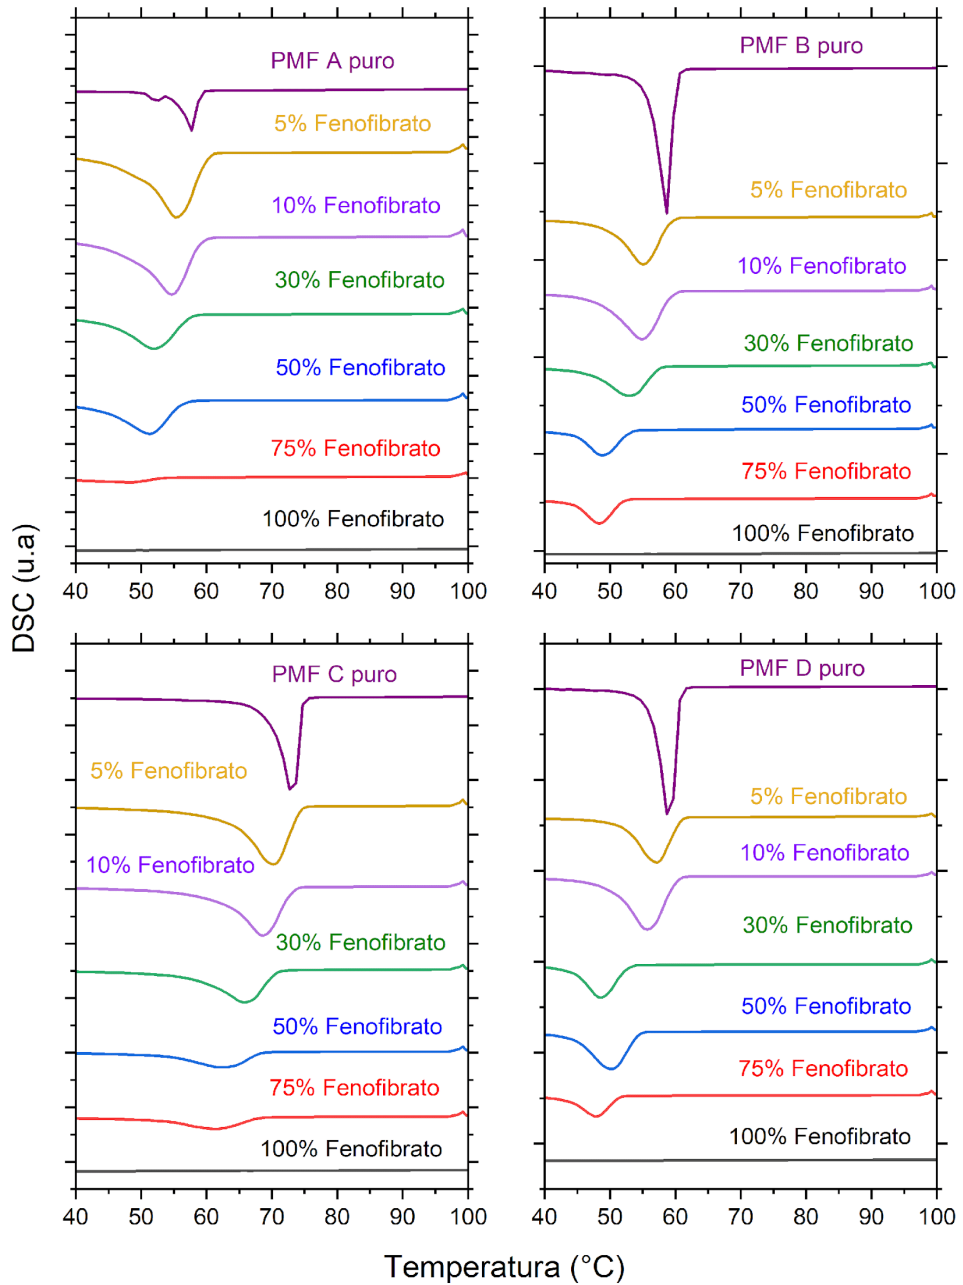 PMF A puro
5% Fenofibrato
10% Fenofibrato
30% Fenofibrato
50% Fenofibrato
75% Fenofibrato
100% Fenofibrato
40 50 60 70 80 90 100
PMF B puro
5% Fenofibrato
10% Fenofibrato
30% Fenofibrato
50% Fenofibrato
75% Fenofibrato
100% Fenofibrato
40 50 60 70 80 90 100
DSC (u.a)
PMF C puro
5% Fenofibrato
10% Fenofibrato
30% Fenofibrato
50% Fenofibrato
75% Fenofibrato
100% Fenofibrato
40 50 60 70 80 90 100
PMF D puro
5% Fenofibrato
10% Fenofibrato
30% Fenofibrato
50% Fenofibrato
75% Fenofibrato
100% Fenofibrato
40 50 60 70 80 90 100
Temperatura (°C)